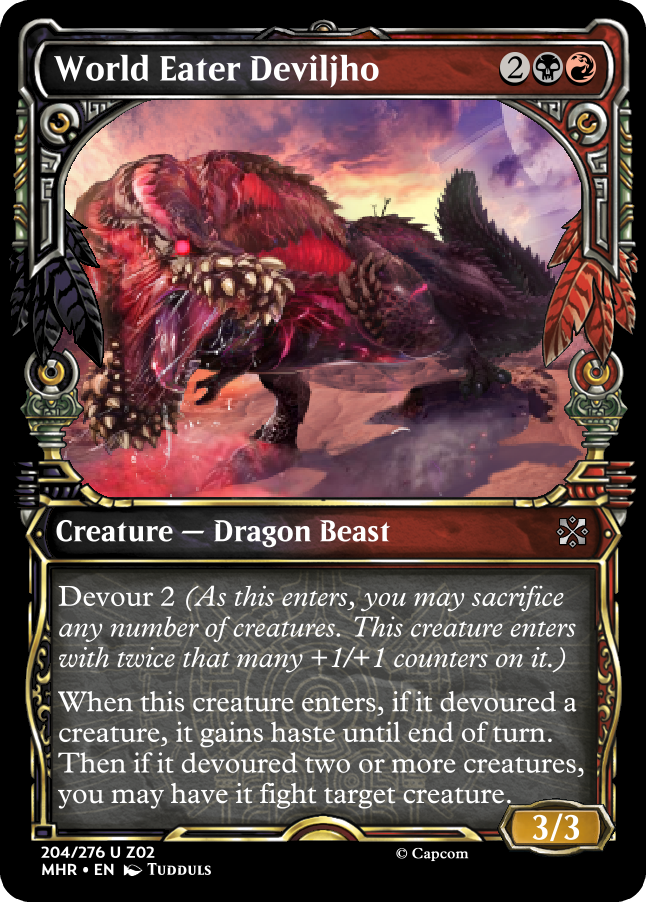 World Eater Deviljho 2
Creature — Dragon Beast
Devour 2 (As this enters, you may sacrifice
any number of creatures. This creature enters
with twice that many +1/+1 counters on it.)
When this creature enters, if it devoured a
creature, it gains haste until end of turn.
Then if it devoured two or more creatures,
you may have it fight target creature.
3/3
204/276 U Z02 © Capcom
MHR • EN Tudduls